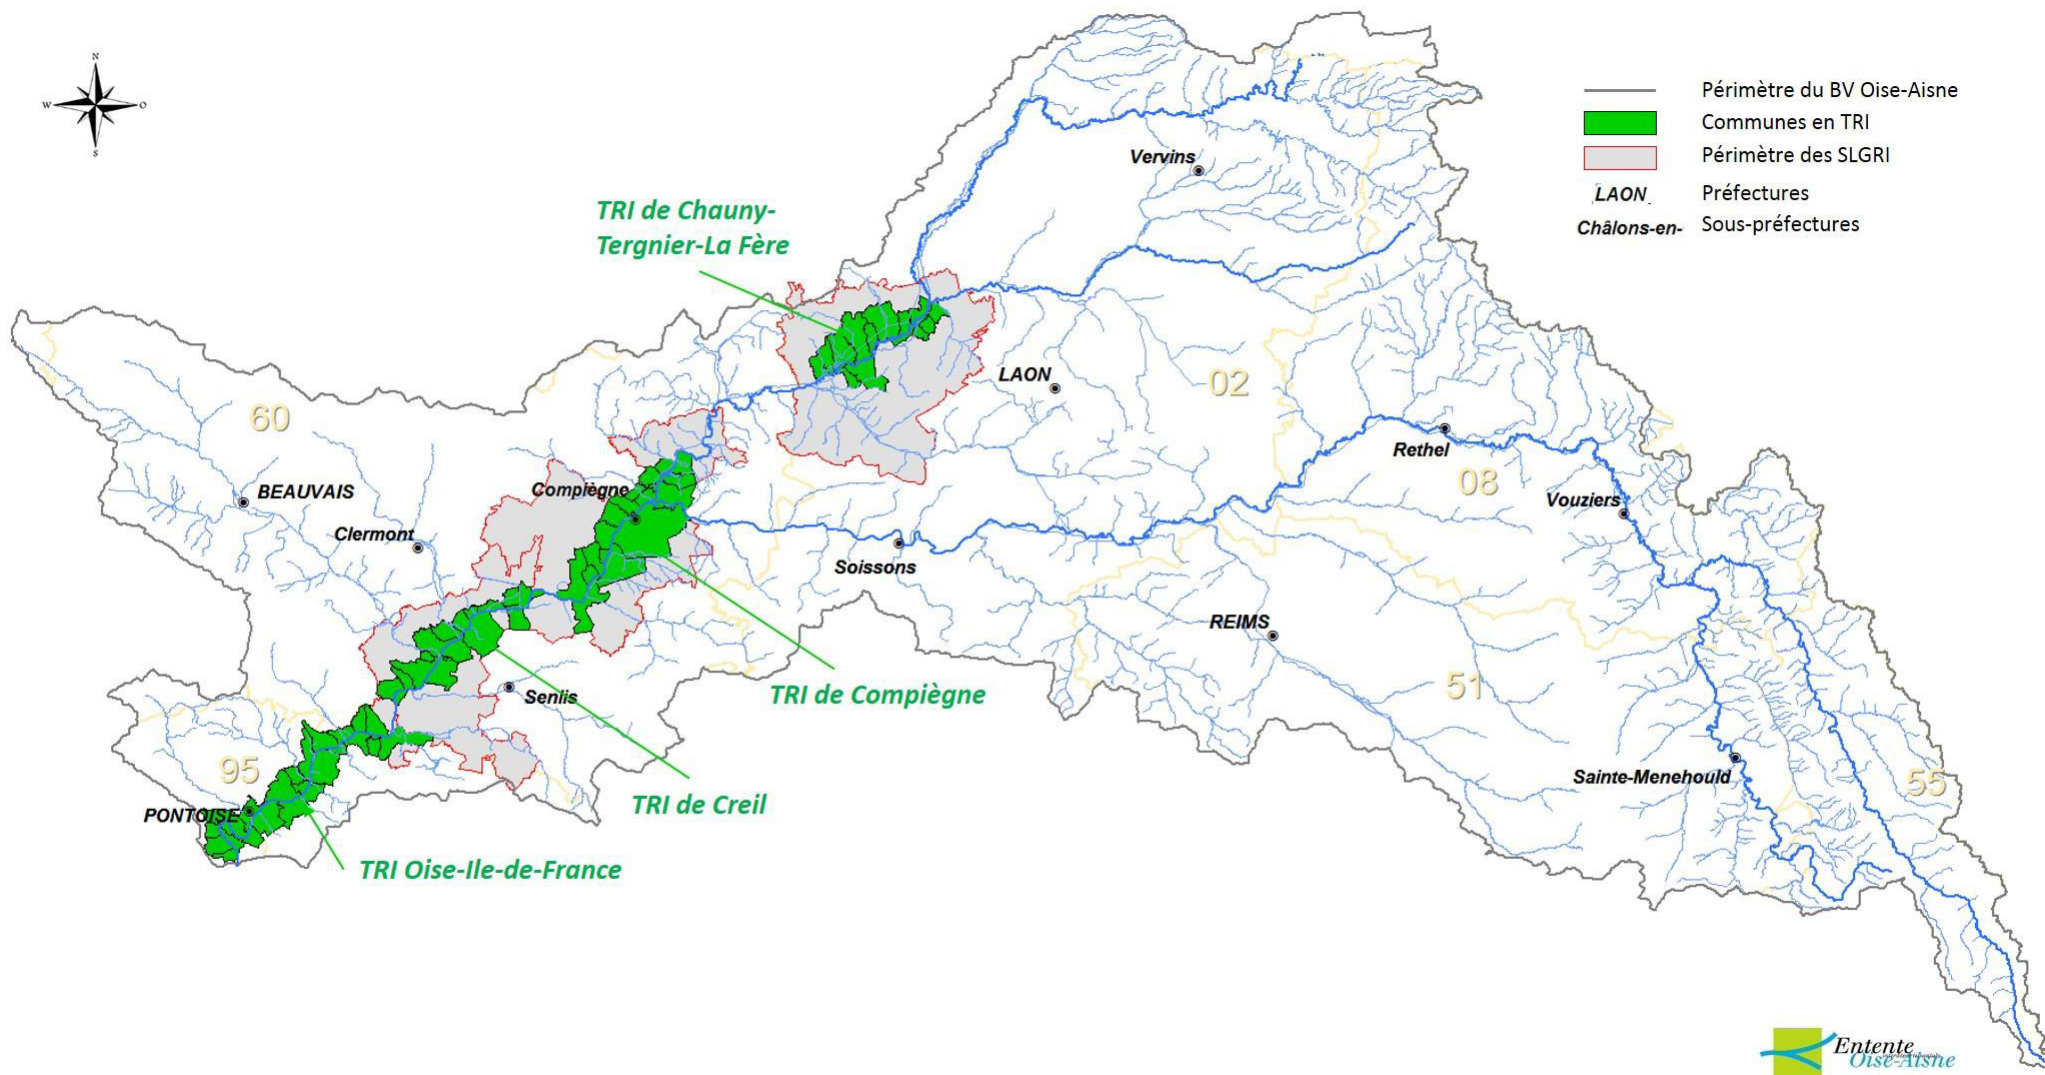 N
W
O
S
Périmètre du BV Oise-Aisne
Communes en TRI
Périmètre des SLGRI
LAON
Préfectures
Châlons-en-
Sous-préfectures
Vervins
TRI de Chauny-
Tergnier-La Fère
LAON
02
60
Rethel
08
BEAUVAIS
Compiègne
Vouziers
Clermont
Soissons
REIMS
51
Senlis
TRI de Compiègne
95
Sainte-Menehould
55
PONTOISE
TRI de Creil
TRI Oise-Ile-de-France
Entente
Oise-Aisne